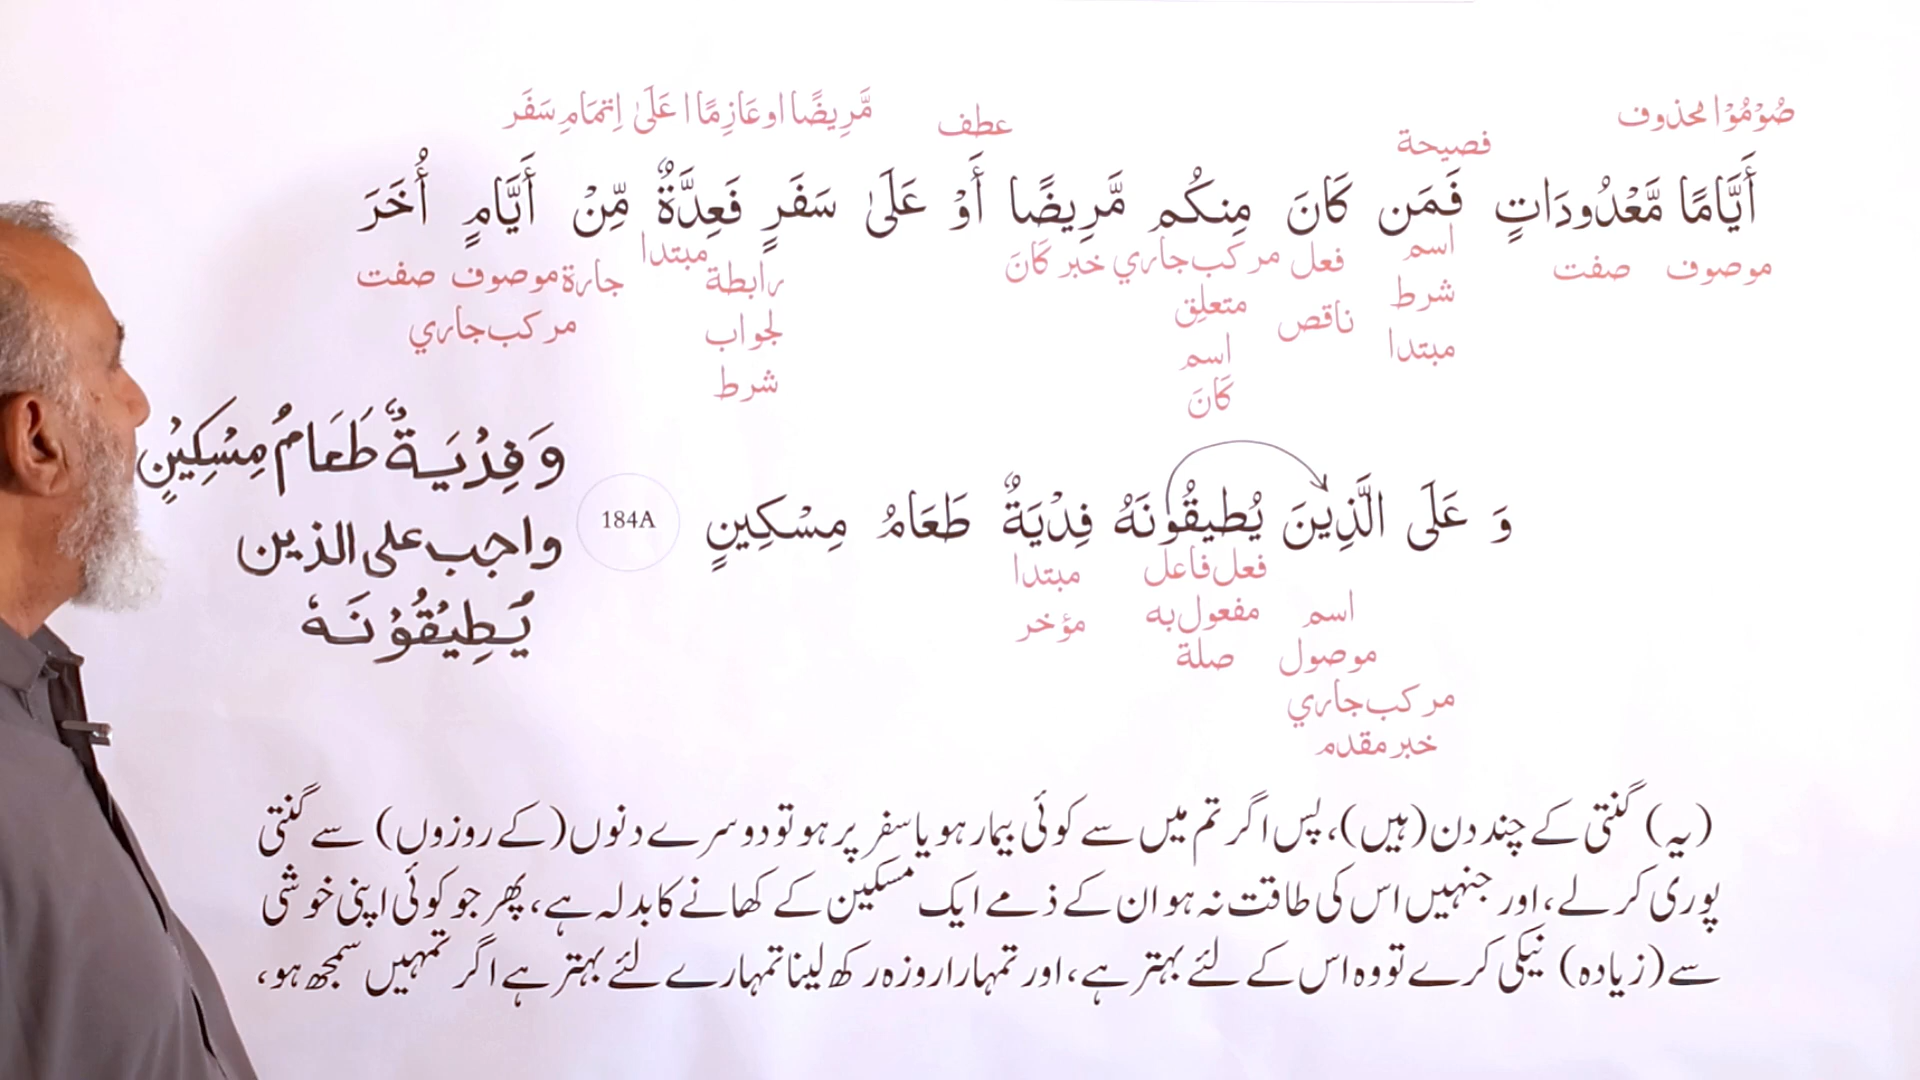 صُوْمُوْا محذوف
فصيحة
عطف
مَّرِيضًا او عَازِمًا ا عَلَىٰ اِتمَامِ سَفَر
أَيَّامًا مَّعْدُودَاتٍ فَمَن كَانَ مِنكُم مَّرِيضًا أَوْ عَلَىٰ سَفَرٍ فَعِدَّةٌ مِّنْ أَيَّامٍ أُخَرَ
موصوف صفت
اسم شرط مبتدا
فعل ناقص
مركب جاري متعلق اسم كَانَ
خبر كَانَ
رابطة لجواب شرط
مبتدا
جارة موصوف صفت
مركب جاري
وَ عَلَى الَّذِينَ يُطِيقُونَهُ فِدْيَةٌ طَعَامُ مِسْكِينٍ
184A
اسم موصول
مركب جاري
خبر مقدم
فعل فاعل
مفعول به
صلة
مبتدا
مؤخر
وَ فِدْيَةٌ طَعَامُ مِسْكِيْنٍ
واجب على الذين
يُطِيْقُوْنَهٗ
(یہ) گنتی کے چند دن (ہیں)، پس اگر تم میں سے کوئی بیمار ہو یا سفر پر ہو تو دوسرے دنوں (کے روزوں) سے گنتی
پوری کر لے، اور جنہیں اس کی طاقت نہ ہو ان کے ذمے ایک مسکین کے کھانے کا بدلہ ہے، پھر جو کوئی اپنی خوشی
سے (زیادہ) نیکی کرے تو وہ اس کے لئے بہتر ہے، اور تمہارا روزہ رکھ لینا تمہارے لئے بہتر ہے اگر تمہیں سمجھ ہو،